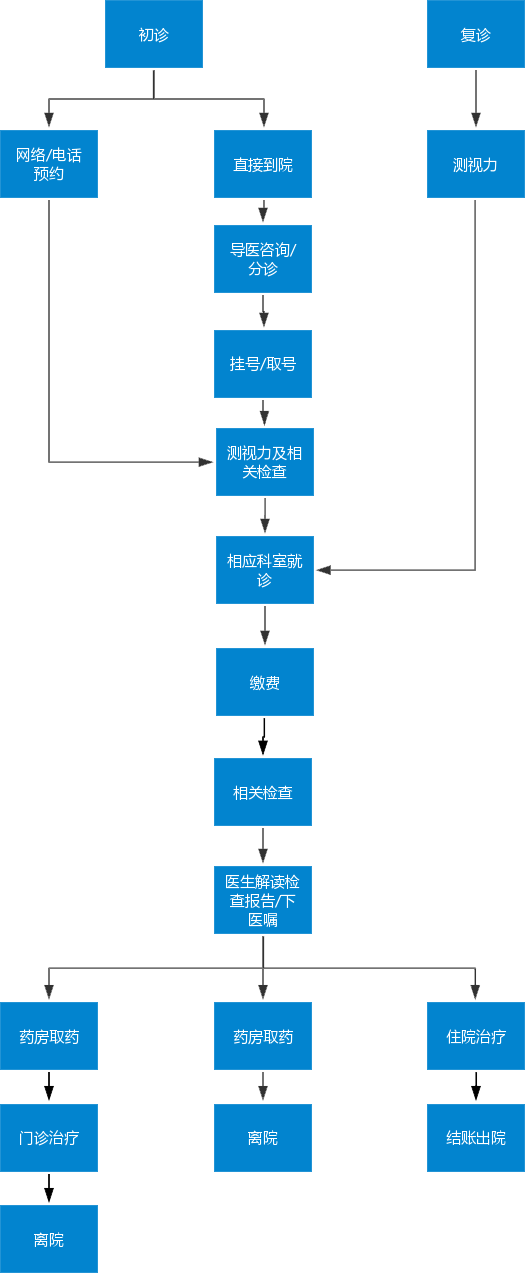 初诊
复诊
网络/电话
预约
直接到院
测视力
导医咨询/
分诊
挂号/取号
测视力及相
关检查
相应科室就
诊
缴费
相关检查
医生解读检
查报告/下
医嘱
药房取药
药房取药
住院治疗
门诊治疗
离院
结账出院
离院